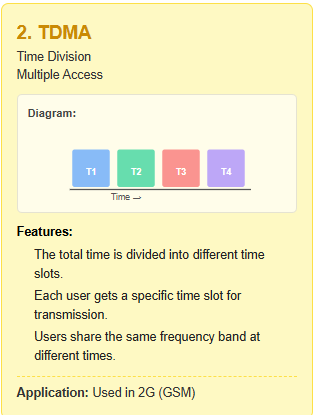 2. TDMA
Time Division
Multiple Access
Diagram:
T1 T2 T3 T4
Time →
Features:
The total time is divided into different time
slots.
Each user gets a specific time slot for
transmission.
Users share the same frequency band at
different times.
Application: Used in 2G (GSM)